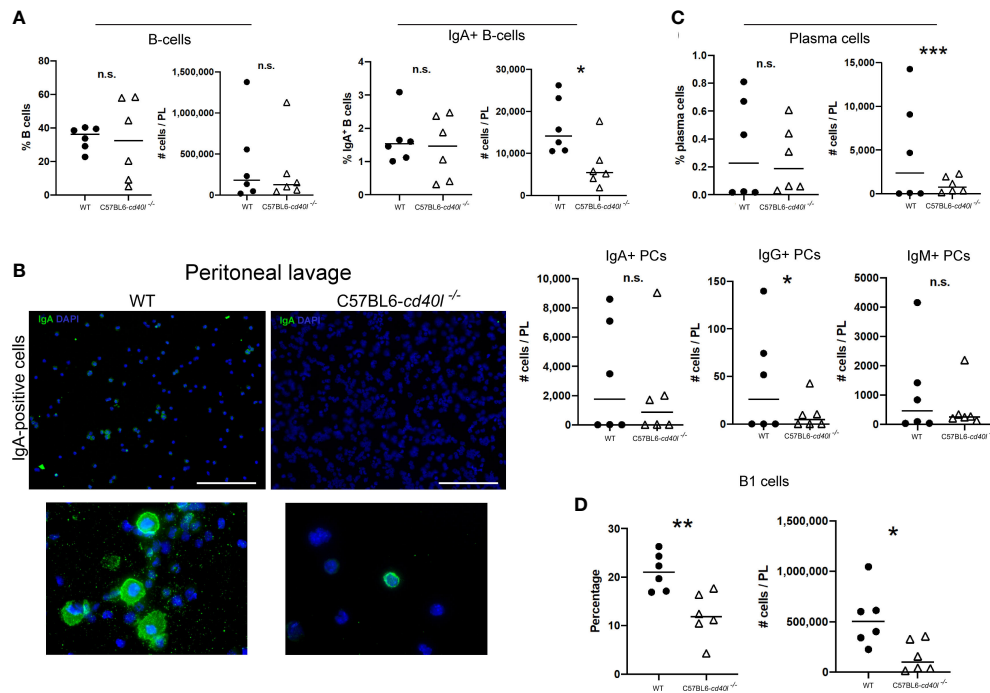 A
B-cells
IgA+ B-cells
n.s.
% B cells
80
60
40
20
0
WT
C57BL6-cd40l -/-
n.s.
# cells / PL
1,500,000
1,000,000
500,000
0
WT
C57BL6-cd40l -/-
n.s.
% IgA+ B cells
4
3
2
1
0
WT
C57BL6-cd40l -/-
*
# cells / PL
30,000
20,000
10,000
0
WT
C57BL6-cd40l -/-
C
Plasma cells
n.s.
% plasma cells
1.0
0.8
0.6
0.4
0.2
0.0
WT
C57BL6-cd40l -/-
***
# cells / PL
15,000
10,000
5,000
0
WT
C57BL6-cd40l -/-
IgA+ PCs
n.s.
# cells / PL
10,000
8,000
6,000
4,000
2,000
0
WT
C57BL6-cd40l -/-
IgG+ PCs
*
# cells / PL
150
100
50
0
WT
C57BL6-cd40l -/-
IgM+ PCs
n.s.
# cells / PL
5000
4000
3000
2000
1000
0
WT
C57BL6-cd40l -/-
B
Peritoneal lavage
WT
C57BL6-cd40l -/-
IgA-positive cells
IgA DAPI
IgA DAPI
D
B1 cells
**
Percentage
30
20
10
0
WT
C57BL6-cd40l -/-
*
# cells / PL
1,500,000
1,000,000
500,000
0
WT
C57BL6-cd40l -/-